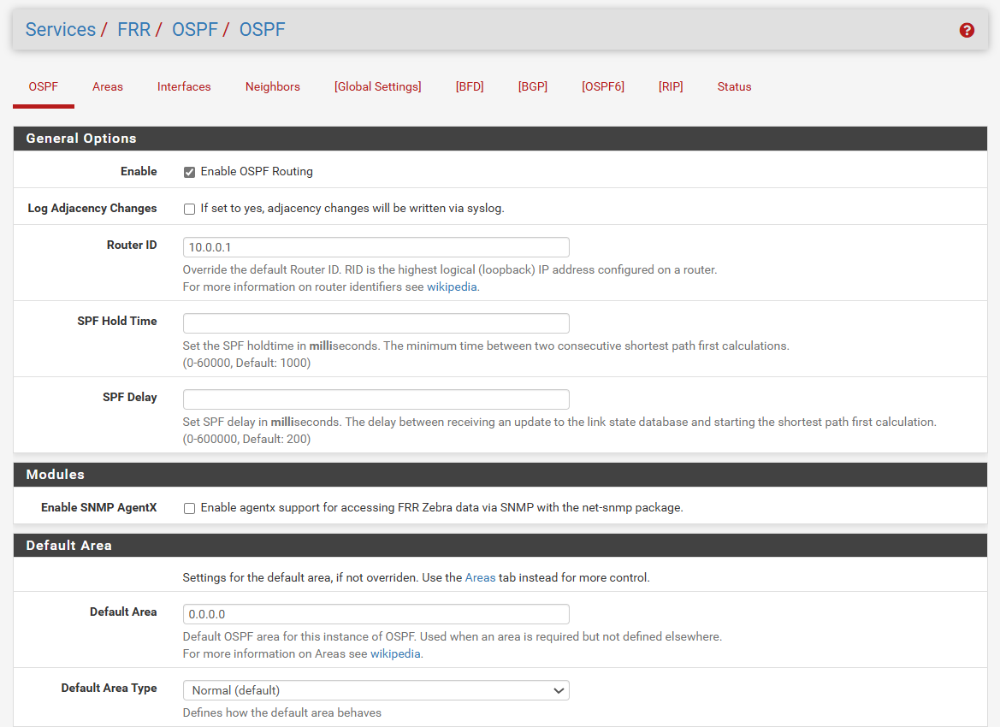 Services / FRR / OSPF / OSPF
OSPF Areas Interfaces Neighbors [Global Settings] [BFD] [BGP] [OSPF6] [RIP] Status
General Options
Enable Enable OSPF Routing
Log Adjacency Changes If set to yes, adjacency changes will be written via syslog.
Router ID 10.0.0.1
Override the default Router ID. RID is the highest logical (loopback) IP address configured on a router.
For more information on router identifiers see wikipedia.
SPF Hold Time
Set the SPF holdtime in milliseconds. The minimum time between two consecutive shortest path first calculations.
(0-60000, Default: 1000)
SPF Delay
Set SPF delay in milliseconds. The delay between receiving an update to the link state database and starting the shortest path first calculation.
(0-600000, Default: 200)
Modules
Enable SNMP AgentX Enable agentx support for accessing FRR Zebra data via SNMP with the net-snmp package.
Default Area
Settings for the default area, if not overriden. Use the Areas tab instead for more control.
Default Area 0.0.0.0
Default OSPF area for this instance of OSPF. Used when an area is required but not defined elsewhere.
For more information on Areas see wikipedia.
Default Area Type Normal (default)
Defines how the default area behaves